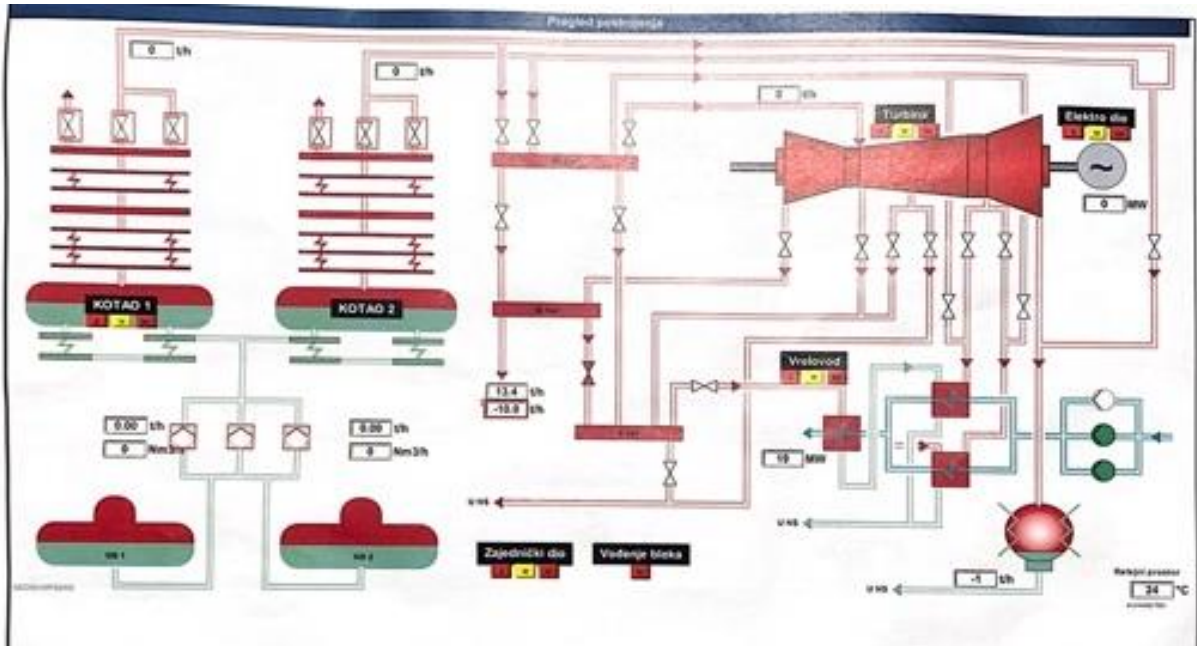 Pregled postrojenja
0 t/h
0 t/h
t/h
Turbina
Elektro dio
0 MW
KOTAO 1
KOTAO 2
13.4 t/h
-10.0 t/h
Vrelovod
0.00 t/h
0 Nm3/h
0.00 t/h
0 Nm3/h
19 MW
U NS
U NS
Zajednički dio
Vođenje bloka
-1 t/h
U NS
Relejni prostor
24 °C